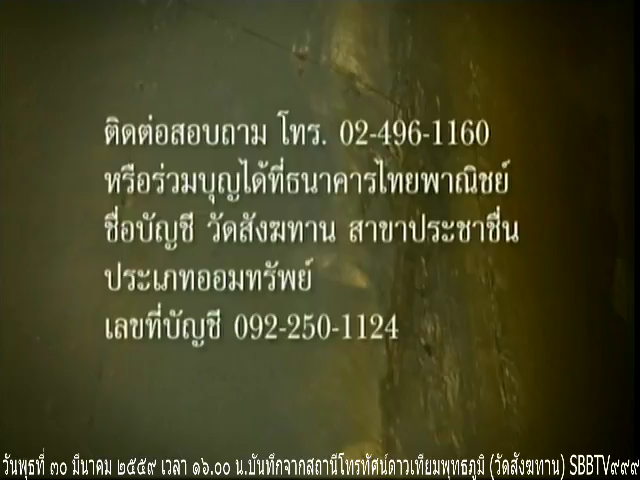 ติดต่อสอบถาม โทร. 02-496-1160
หรือร่วมบุญได้ที่ธนาคารไทยพาณิชย์
ชื่อบัญชี วัดสังฆทาน สาขาประชาชื่น
ประเภทออมทรัพย์
เลขที่บัญชี 092-250-1124
วันพุธที่ ๓๐ มีนาคม ๒๕๕๙ เวลา ๑๖.๐๐ น.บันทึกจากสถานีโทรทัศน์ดาวเทียมพุทธภูมิ (วัดสังฆทาน) SBBTV๙๙๙